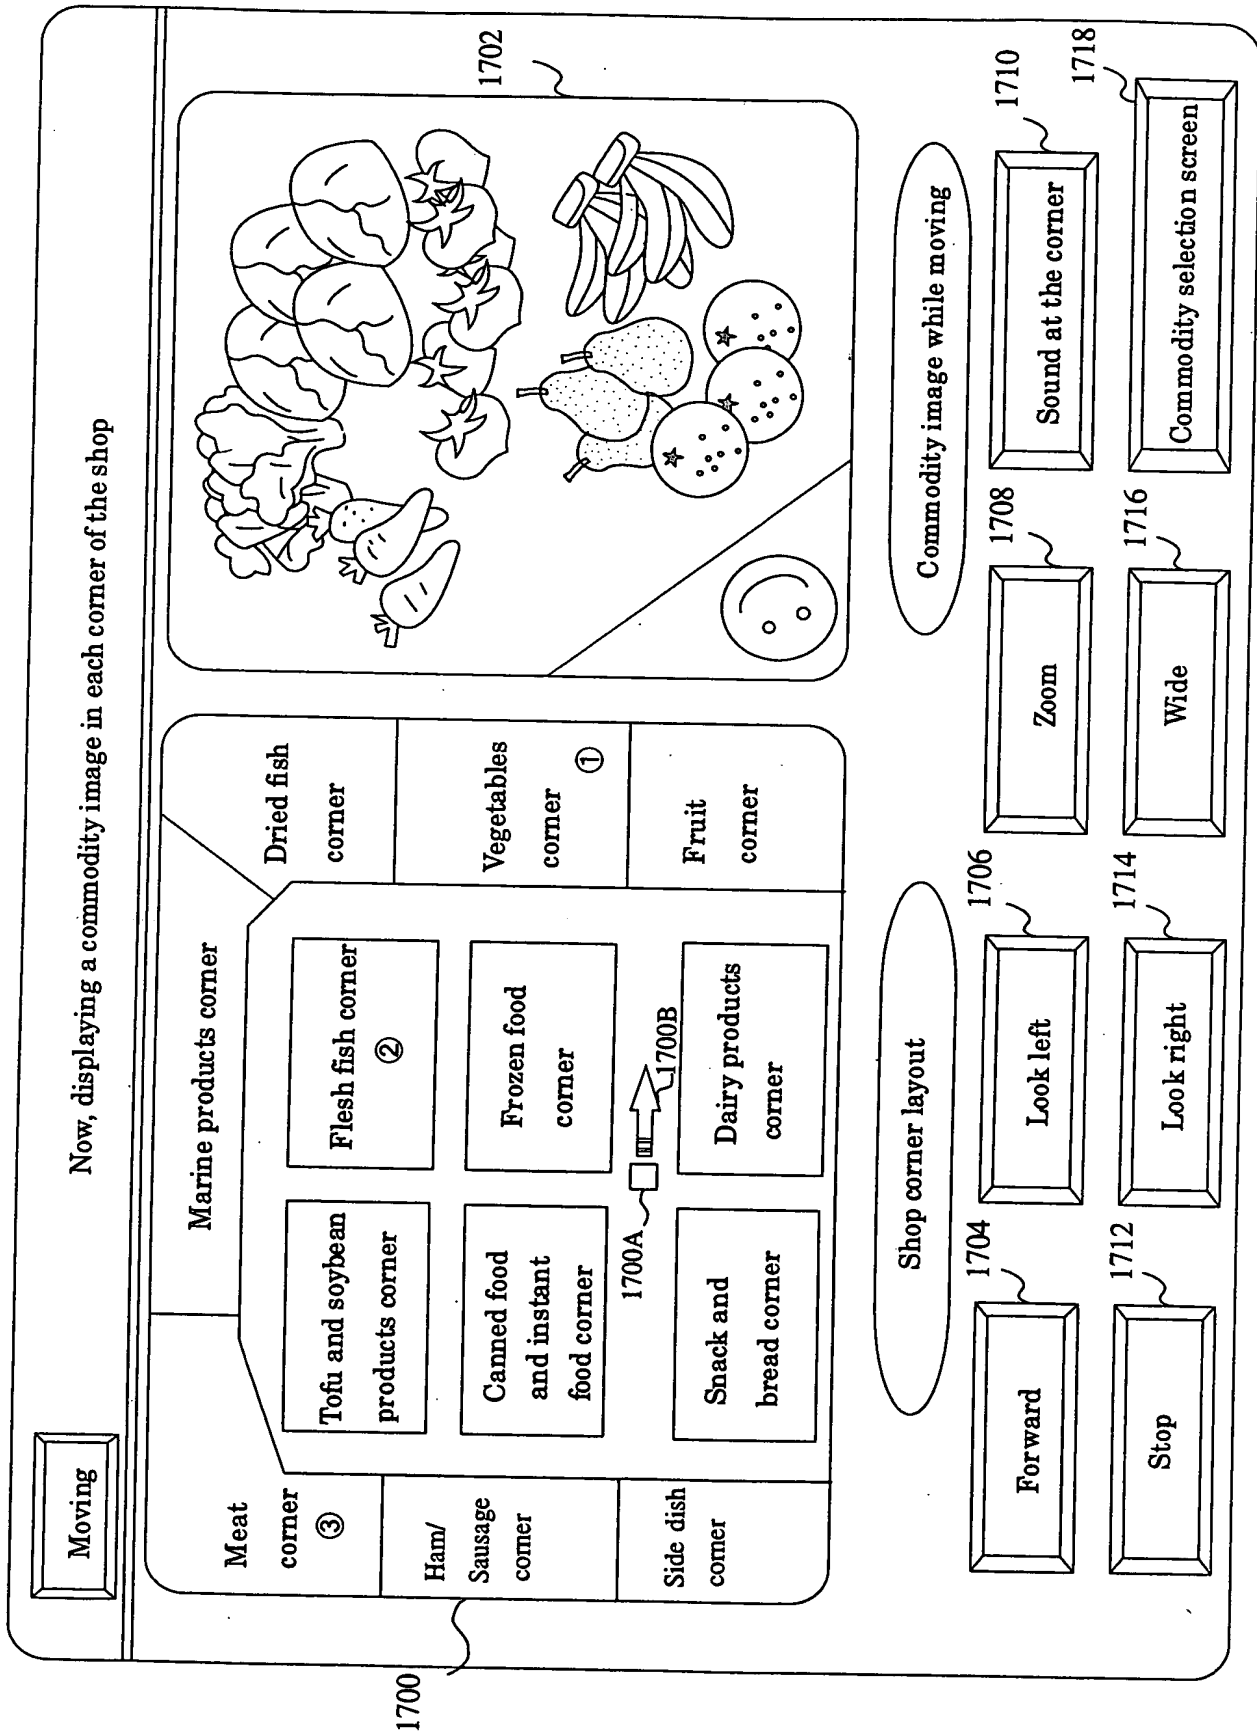 Moving
Now, displaying a commodity image in each corner of the shop
1700
Meat
corner
③
Marine products corner
Dried fish
corner
Ham/
Sausage
corner
Side dish
corner
Tofu and soybean
products corner
Flesh fish corner
②
Canned food
and instant
food corner
Frozen food
corner
Vegetables
corner
①
1700A
1700B
Snack and
bread corner
Dairy products
corner
Fruit
corner
1702
Shop corner layout
Commodity image while moving
1704
Forward
1706
Look left
1708
Zoom
1710
Sound at the corner
1712
Stop
1714
Look right
1716
Wide
1718
Commodity selection screen